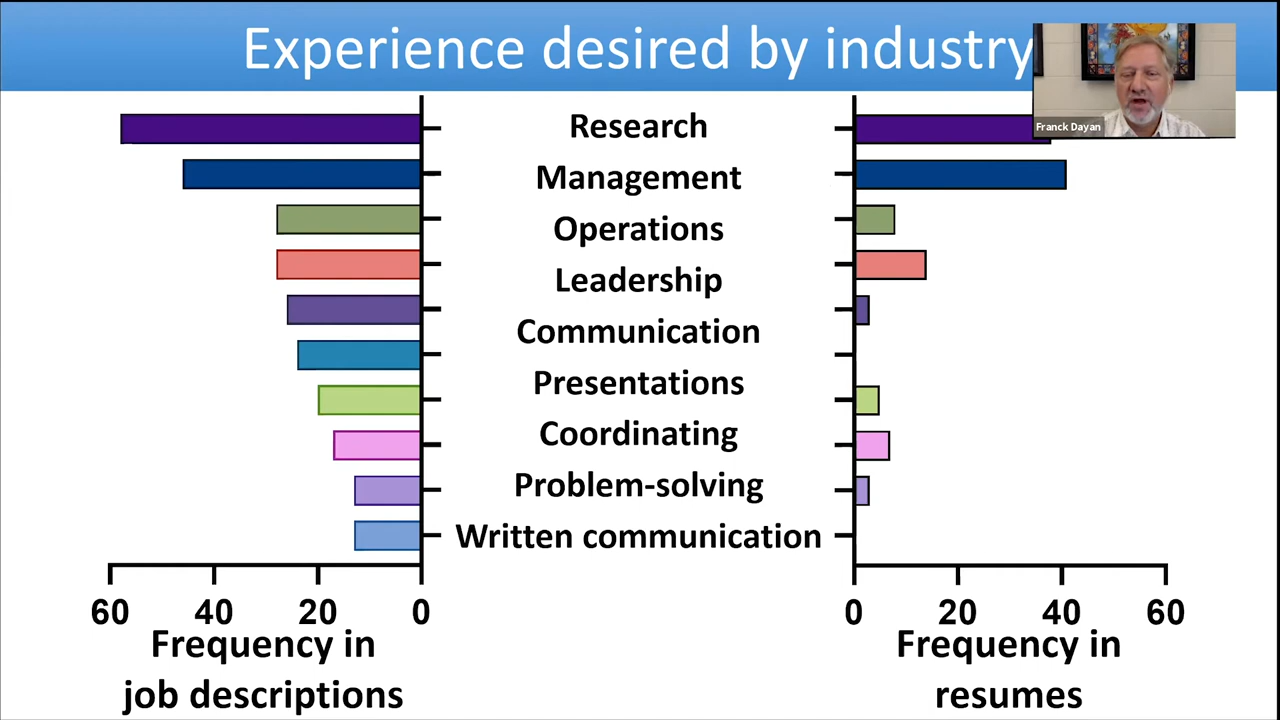 Experience desired by industry
Franck Dayan
Research
Management
Operations
Leadership
Communication
Presentations
Coordinating
Problem-solving
Written communication
60 40 20 0
0 20 40 60
Frequency in
job descriptions
Frequency in
resumes